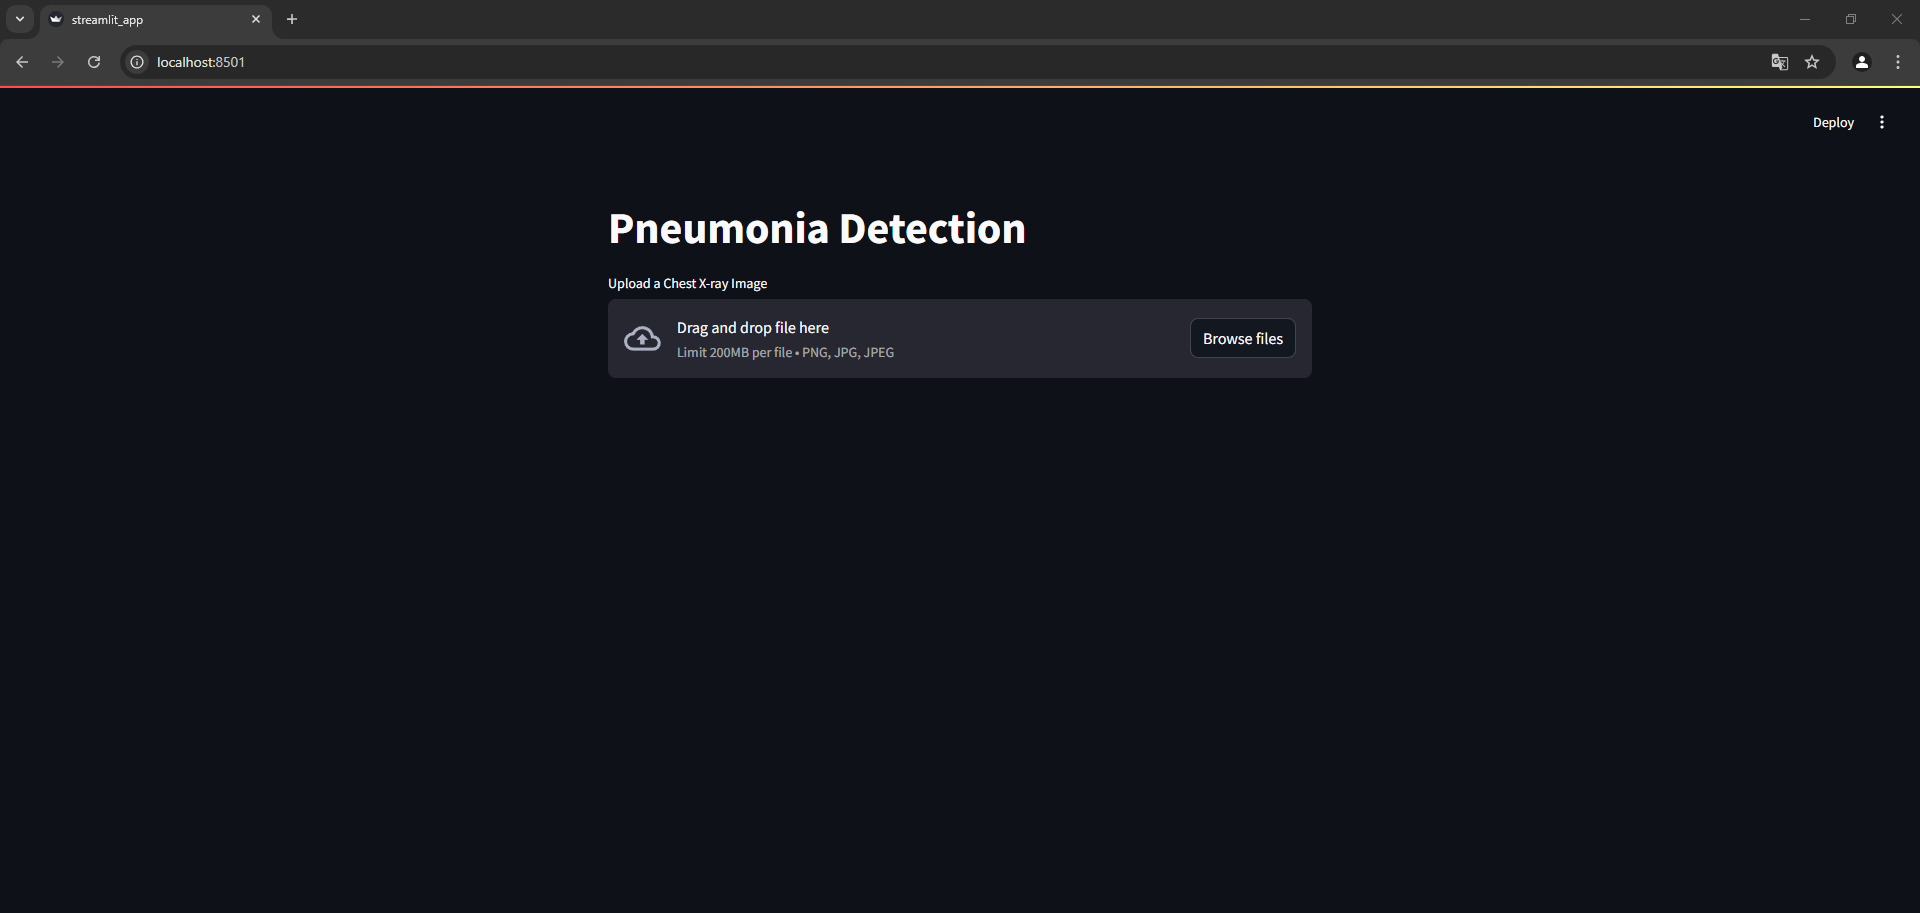 streamlit_app
localhost:8501
Deploy
Pneumonia Detection
Upload a Chest X-ray Image
Drag and drop file here
Limit 200MB per file • PNG, JPG, JPEG
Browse files